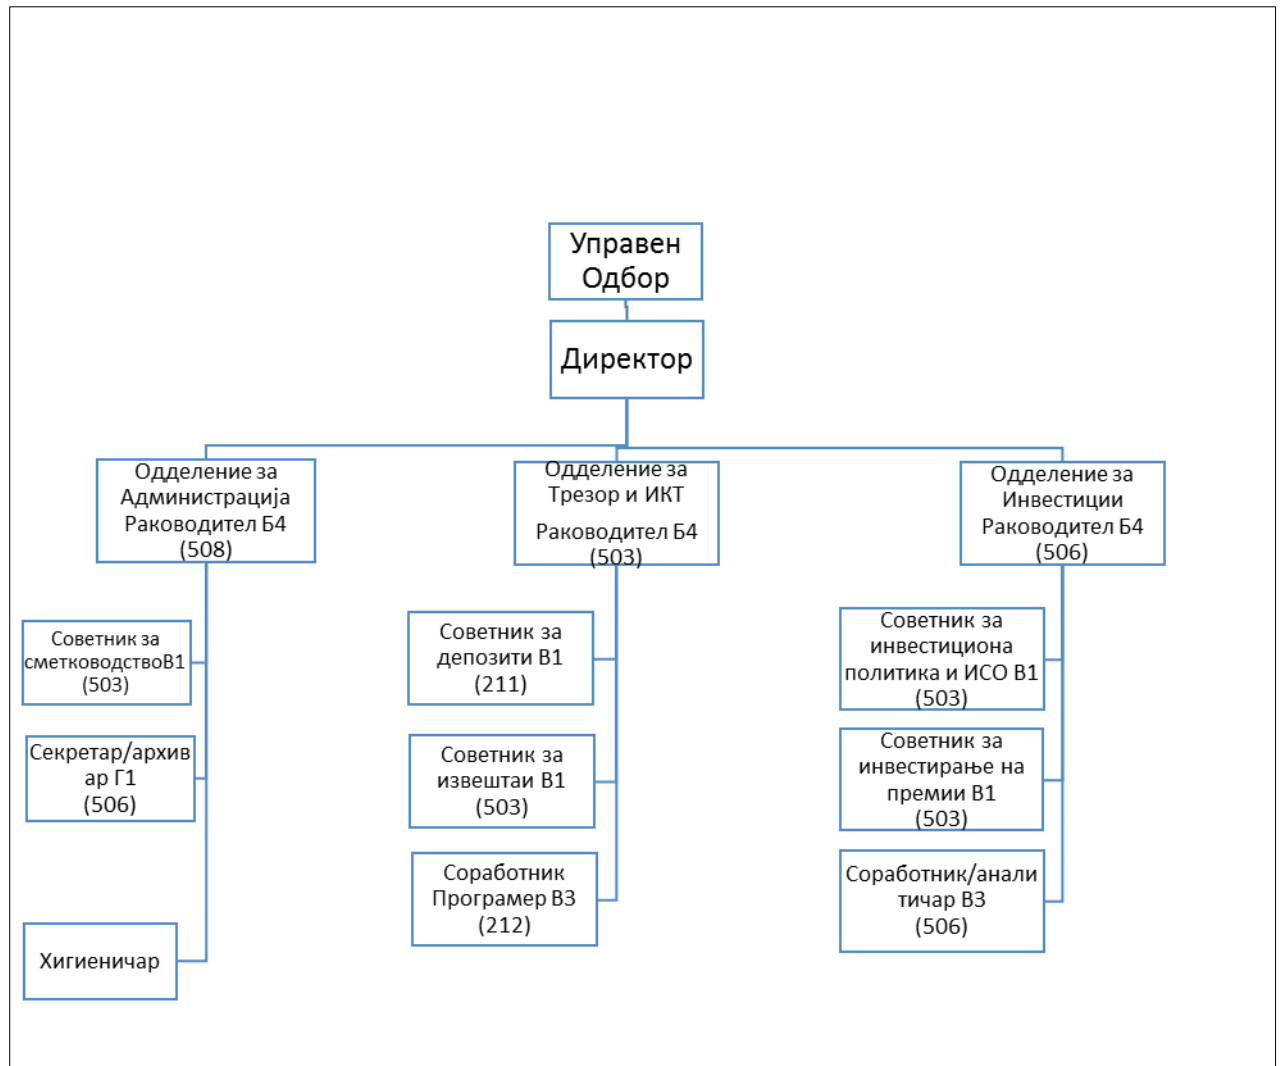 Управен
Одбор
Директор
Одделение за
Администрација
Раководител Б4
(508)
Советник за
сметководствоВ1
(503)
Секретар/архив
ар Г1
(506)
Хигиеничар
Одделение за
Трезор и ИКТ
Раководител Б4
(503)
Советник за
депозити В1
(211)
Советник за
извештаи В1
(503)
Соработник
Програмер В3
(212)
Одделение за
Инвестиции
Раководител Б4
(506)
Советник за
инвестициона
политика и ИСО В1
(503)
Советник за
инвестирање на
премии В1
(503)
Соработник/анали
тичар В3
(506)